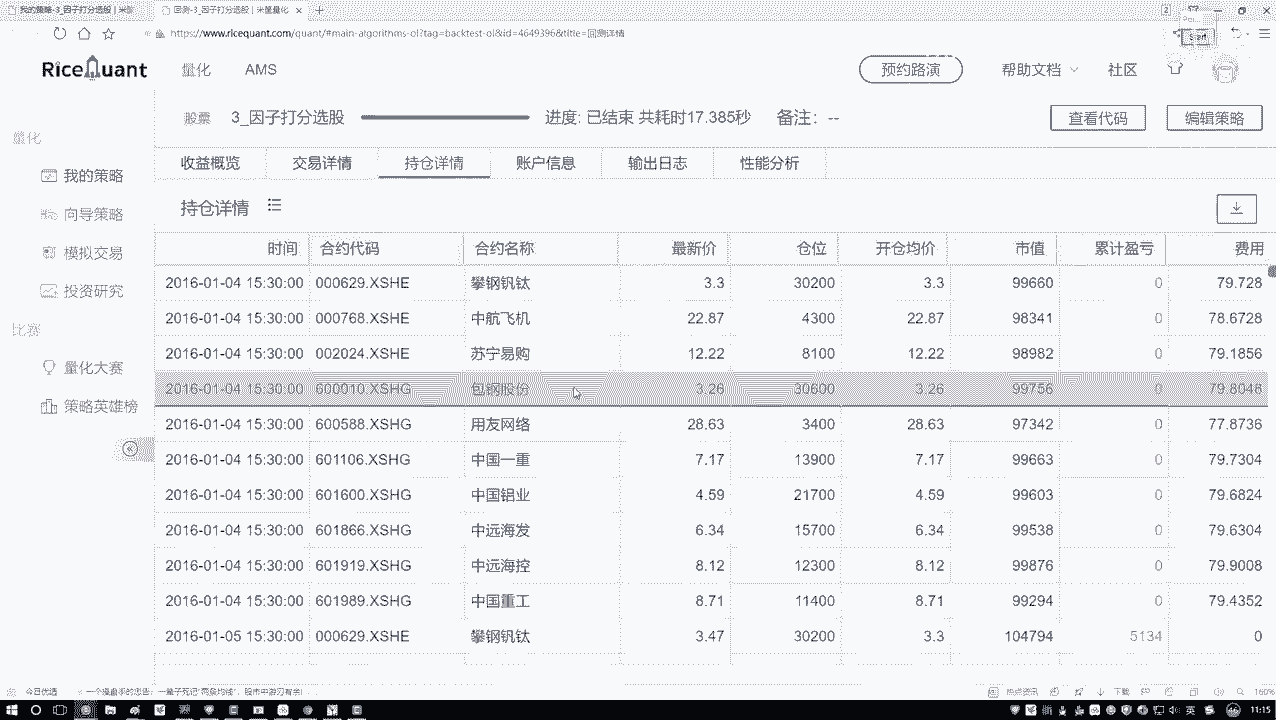 我的策略-3_因子打分选股 | 米筐
回测-3_因子打分选股 | 米筐量化
https://www.ricequant.com/quant/#main-algorithms-ol?tag=backtest-ol&id=4649396&title=回测详情
RiceQuant 量化 AMS 预约路演 帮助文档 社区
股票 3_因子打分选股 进度: 已结束 共耗时17.385秒 备注: -- 查看代码 编辑策略
量化
我的策略
向导策略
模拟交易
投资研究
比赛
量化大赛
策略英雄榜
收益概览 交易详情 持仓详情 账户信息 输出日志 性能分析
持仓详情
时间 合约代码 合约名称 最新价 仓位 开仓均价 市值 累计盈亏 费用
2016-01-04 15:30:00 000629.XSHE 攀钢钒钛 3.3 30200 3.3 99660 0 79.728
2016-01-04 15:30:00 000768.XSHE 中航飞机 22.87 4300 22.87 98341 0 78.6728
2016-01-04 15:30:00 002024.XSHE 苏宁易购 12.22 8100 12.22 98982 0 79.1856
2016-01-04 15:30:00 600010.XSHG 包钢股份 3.26 30600 3.26 99756 0 79.8048
2016-01-04 15:30:00 600588.XSHG 用友网络 28.63 3400 28.63 97342 0 77.8736
2016-01-04 15:30:00 601106.XSHG 中国一重 7.17 13900 7.17 99663 0 79.7304
2016-01-04 15:30:00 601600.XSHG 中国铝业 4.59 21700 4.59 99603 0 79.6824
2016-01-04 15:30:00 601866.XSHG 中远海发 6.34 15700 6.34 99538 0 79.6304
2016-01-04 15:30:00 601919.XSHG 中远海控 8.12 12300 8.12 99876 0 79.9008
2016-01-04 15:30:00 601989.XSHG 中国重工 8.71 11400 8.71 99294 0 79.4352
2016-01-05 15:30:00 000629.XSHE 攀钢钒钛 3.47 30200 3.3 104794 5134 0
今日优选 热点资讯 下载 160%
英 11:15